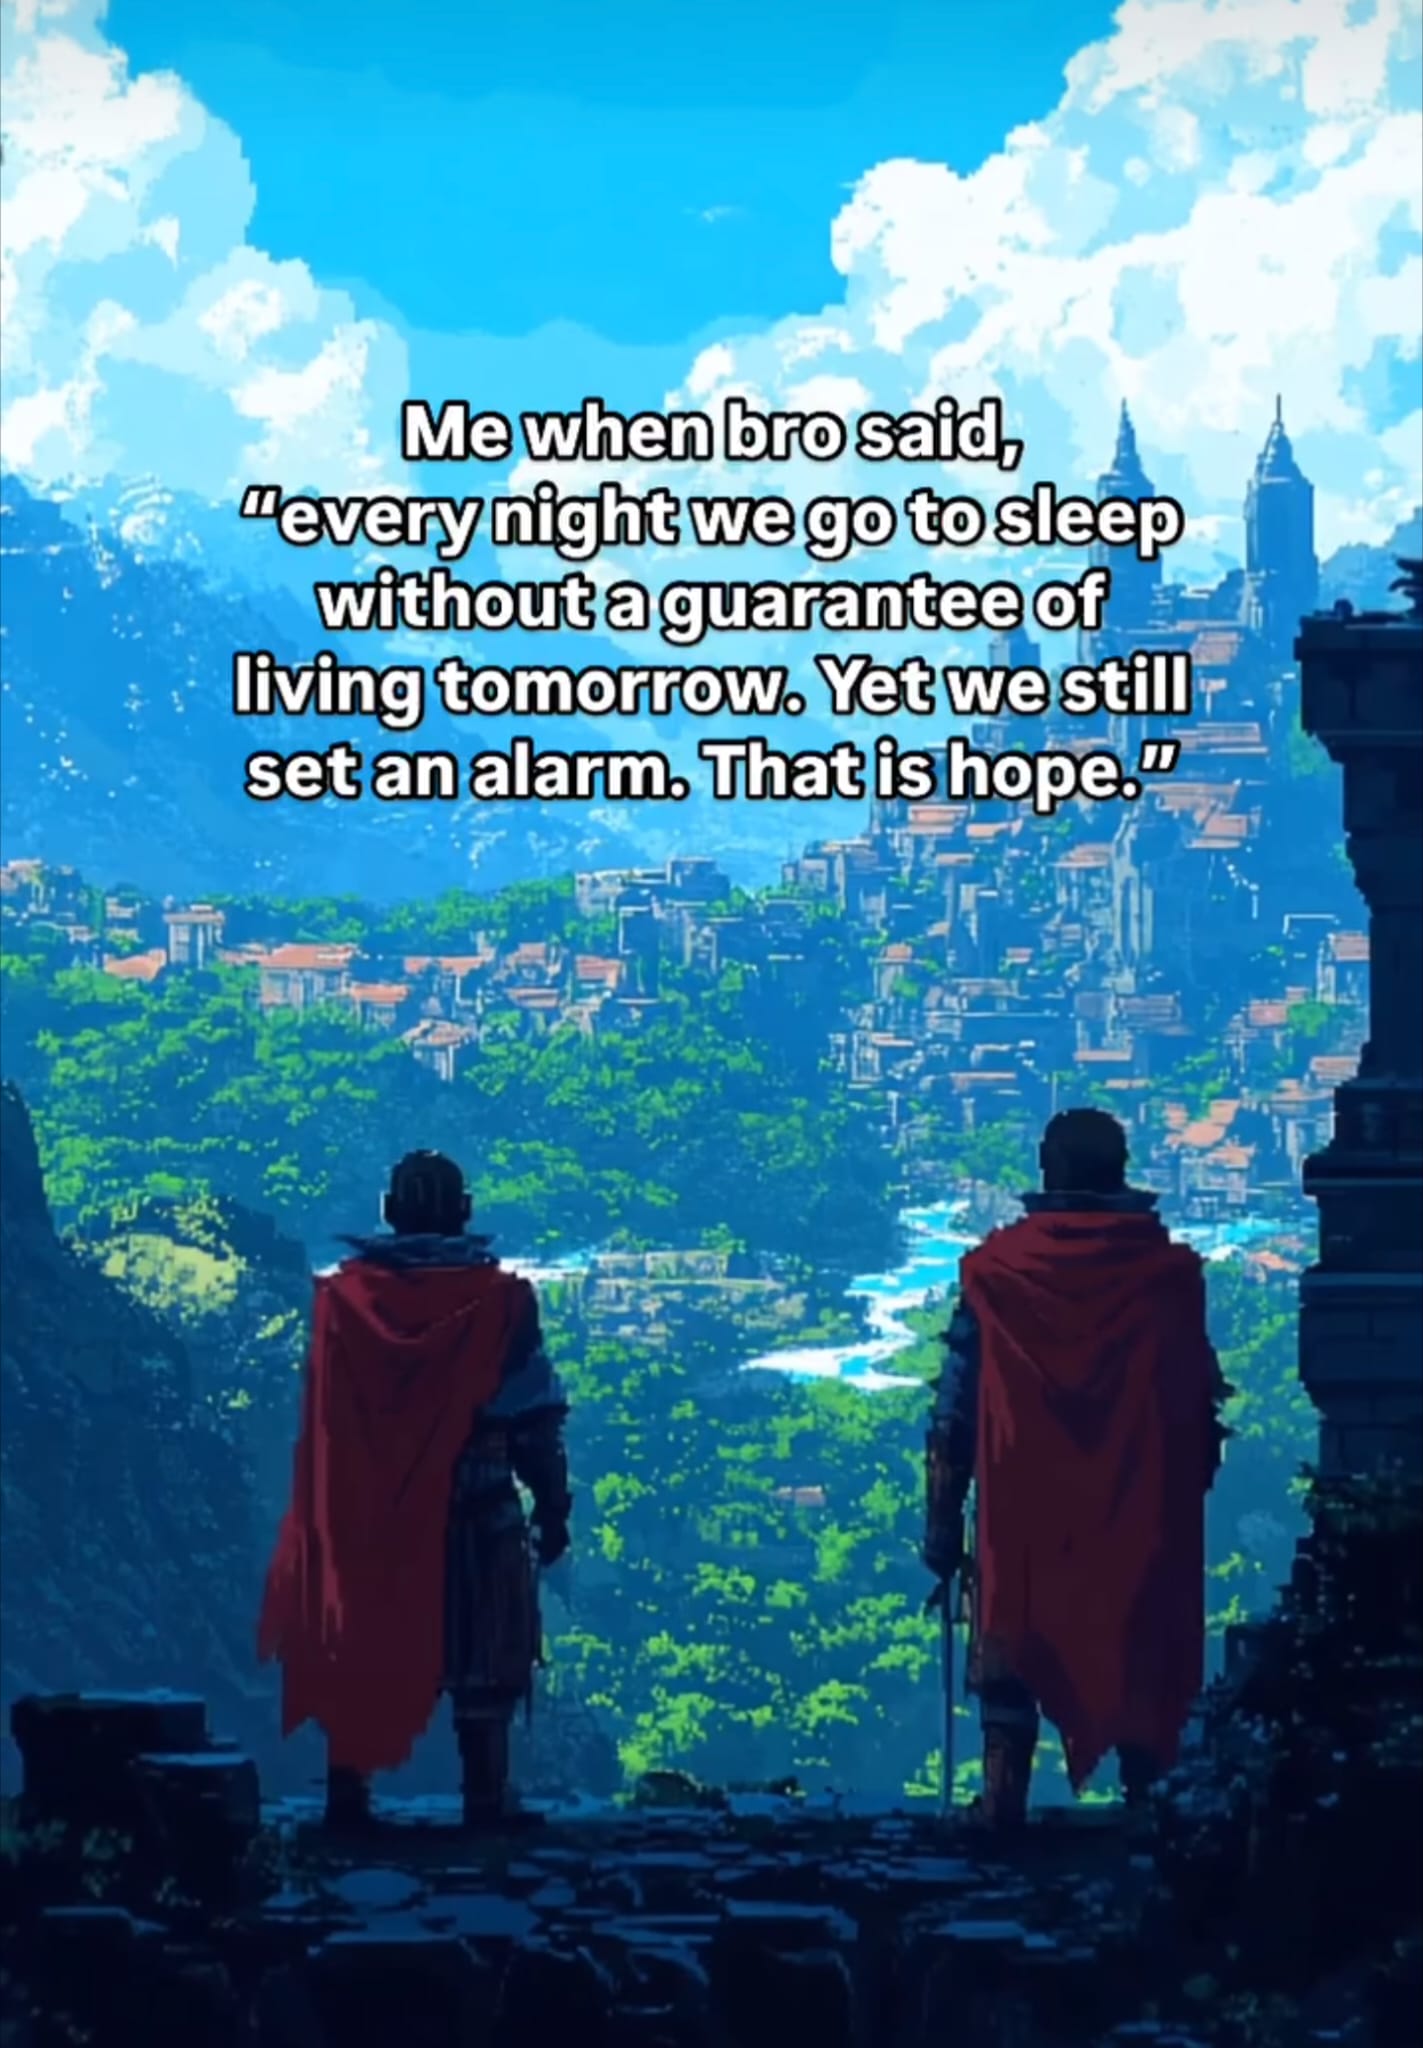 Me when bro said,
“every night we go to sleep
without a guarantee of
living tomorrow. Yet we still
set an alarm. That is hope.”